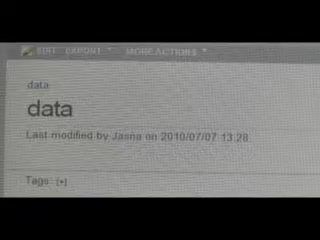 EDIT EXPORT MORE ACTIONS
data
data
Last modified by Jasna on 2010/07/07 13:28
Tags: [+]